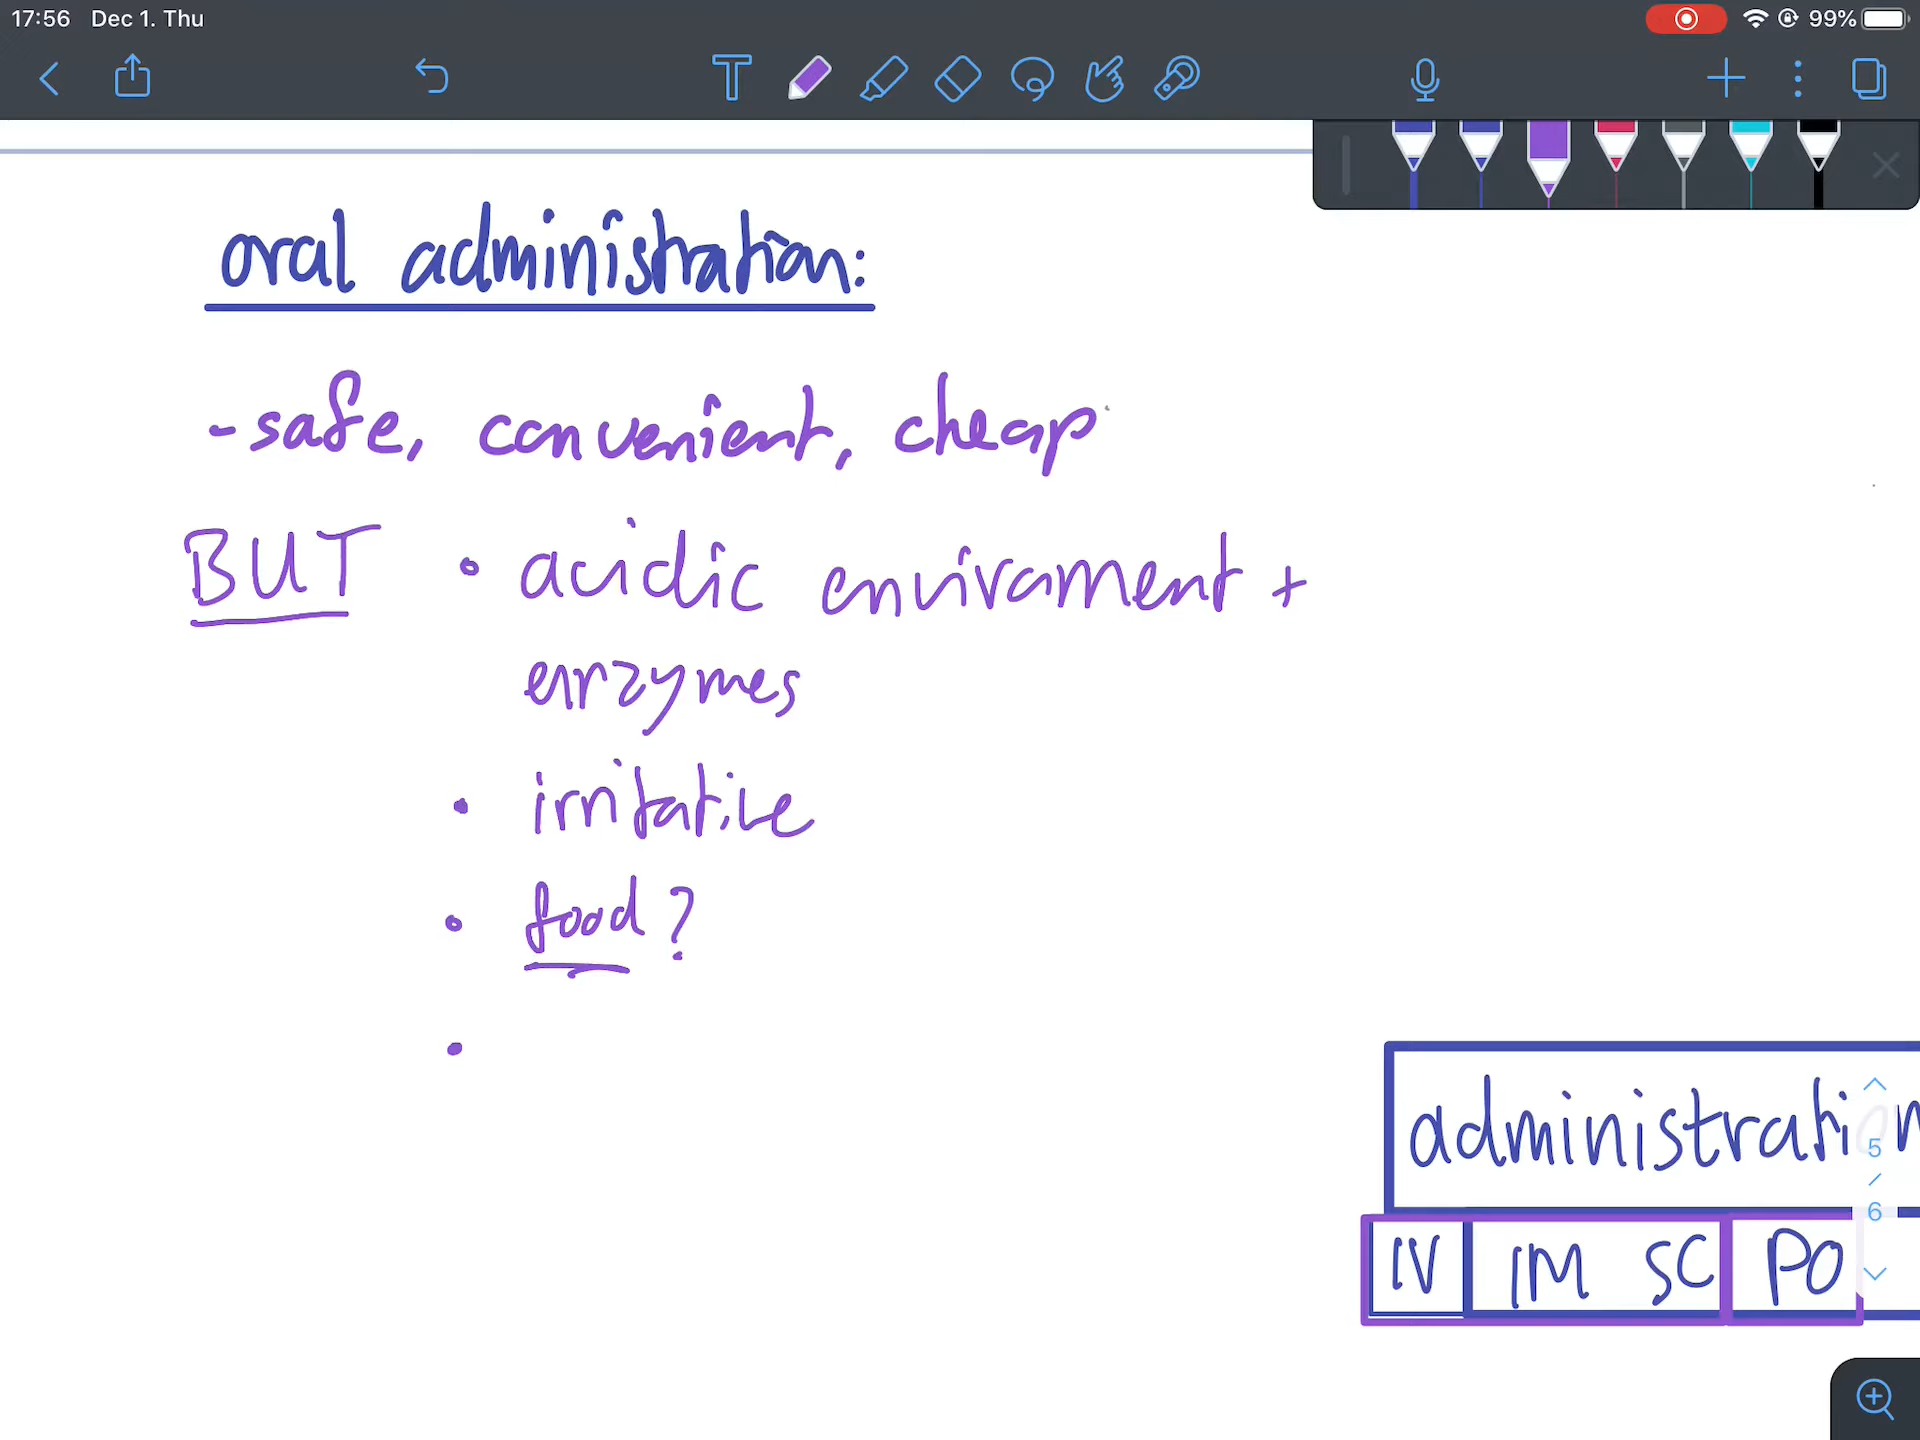 17:56 Dec 1. Thu
99%
oral administration:
- safe, convenient, cheap
BUT • acidic envirament +
enzymes
• irritative
• food?
•
administration
5
/
6
IV IM SC PO